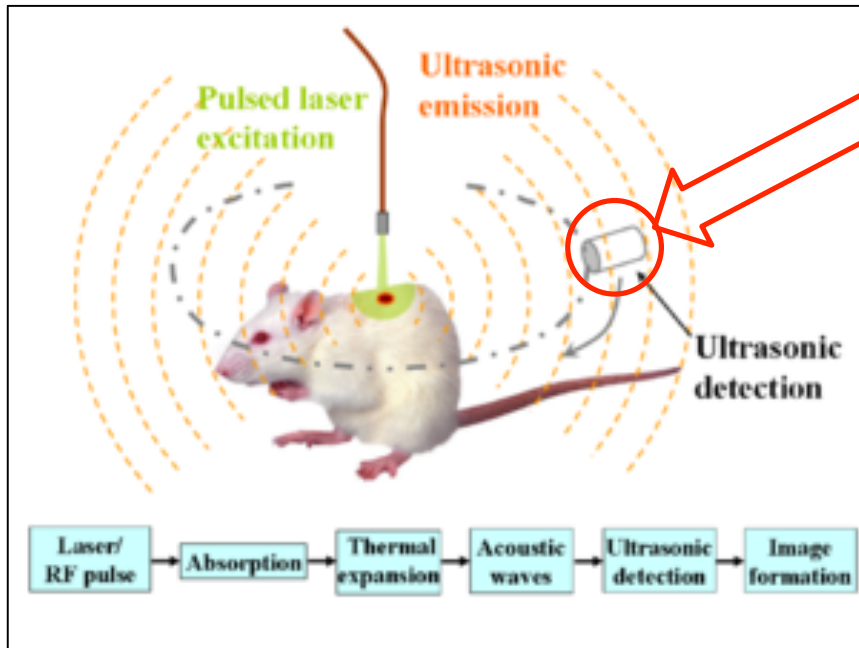 Pulsed laser
excitation
Ultrasonic
emission
Ultrasonic
detection
Laser/
RF pulse
Absorption
Thermal
expansion
Acoustic
waves
Ultrasonic
detection
Image
formation